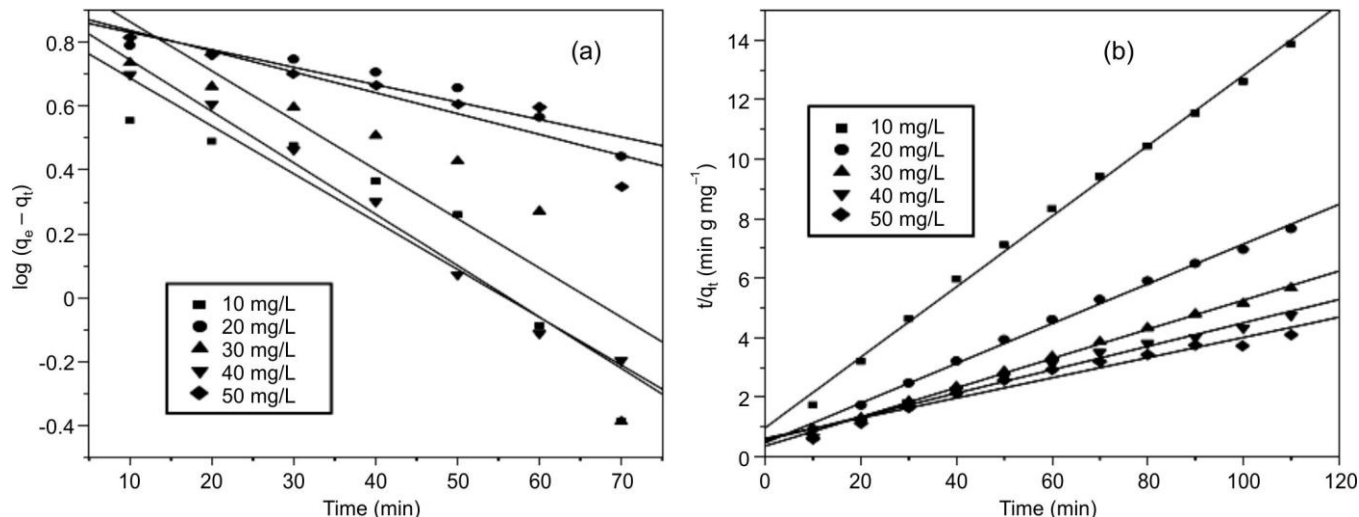 (a)
log (qe – qt)
0.8
0.6
0.4
0.2
0
-0.2
-0.4
10 mg/L
20 mg/L
30 mg/L
40 mg/L
50 mg/L
10 20 30 40 50 60 70
Time (min)
(b)
t/qt (min g mg–1)
14
12
10
8
6
4
2
0
10 mg/L
20 mg/L
30 mg/L
40 mg/L
50 mg/L
0 20 40 60 80 100 120
Time (min)